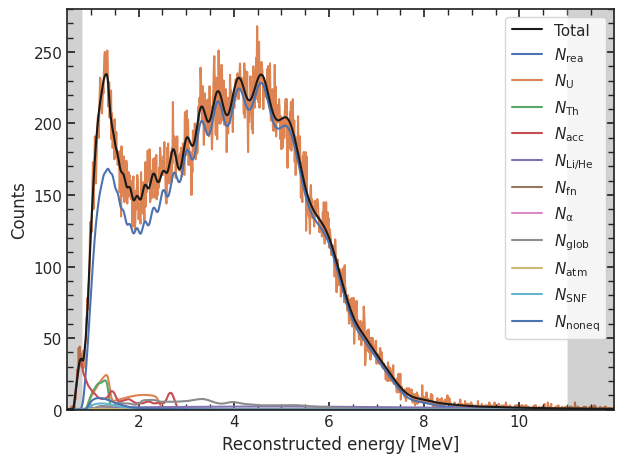 Total
N_rea
N_U
N_Th
N_acc
N_Li/He
N_fn
N_α
N_glob
N_atm
N_SNF
N_noneq
250
200
150
100
50
0
Counts
2 4 6 8 10
Reconstructed energy [MeV]